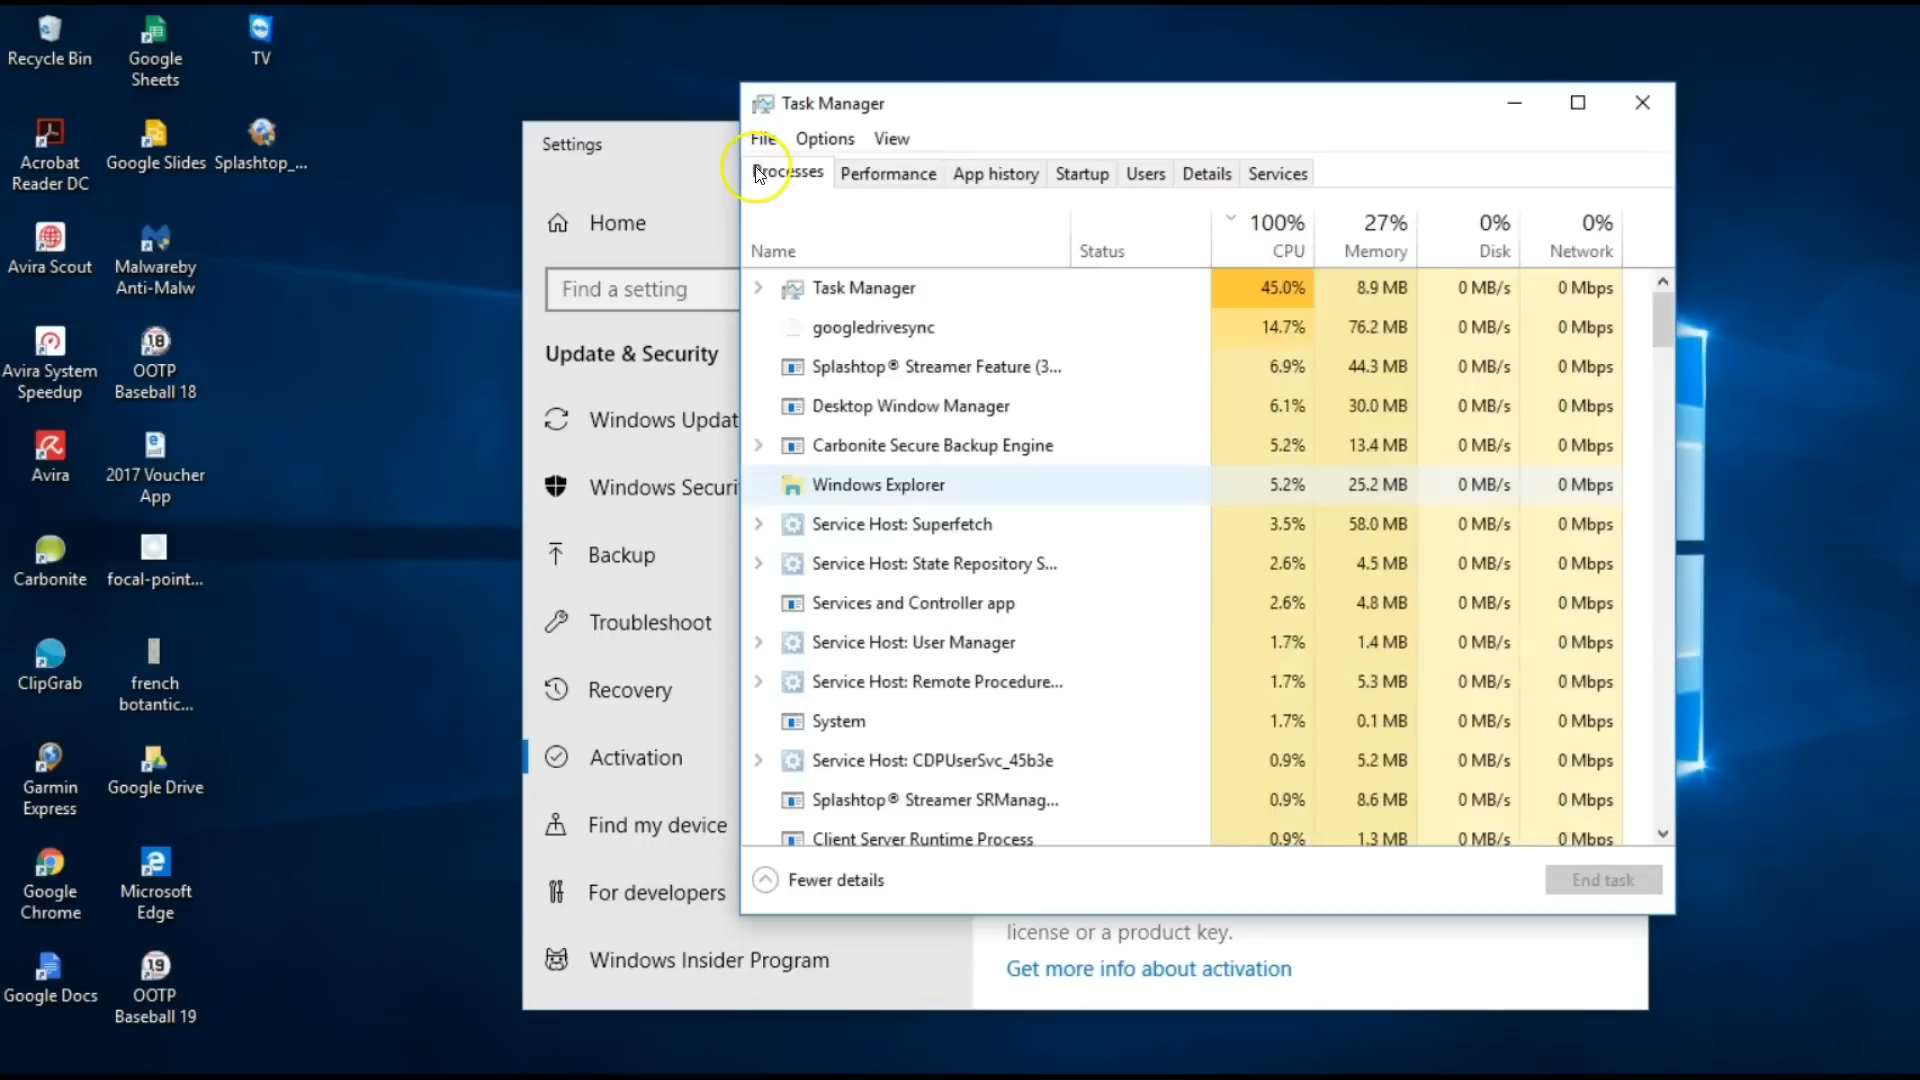 Recycle Bin
Google
Sheets
TV
Acrobat
Reader DC
Google Slides
Splashtop_...
Avira Scout
Malwareby
Anti-Malw
Avira System
Speedup
OOTP
Baseball 18
Avira
2017 Voucher
App
Carbonite
focal-point...
ClipGrab
french
botantic...
Garmin
Express
Google Drive
Google
Chrome
Microsoft
Edge
Google Docs
OOTP
Baseball 19
Settings
Home
Find a setting
Update & Security
Windows Updat
Windows Securi
Backup
Troubleshoot
Recovery
Activation
Find my device
For developers
Windows Insider Program
Task Manager
File Options View
Processes Performance App history Startup Users Details Services
100% 27% 0% 0%
Name Status CPU Memory Disk Network
Task Manager 45.0% 8.9 MB 0 MB/s 0 Mbps
googledrivesync 14.7% 76.2 MB 0 MB/s 0 Mbps
Splashtop® Streamer Feature (3... 6.9% 44.3 MB 0 MB/s 0 Mbps
Desktop Window Manager 6.1% 30.0 MB 0 MB/s 0 Mbps
Carbonite Secure Backup Engine 5.2% 13.4 MB 0 MB/s 0 Mbps
Windows Explorer 5.2% 25.2 MB 0 MB/s 0 Mbps
Service Host: Superfetch 3.5% 58.0 MB 0 MB/s 0 Mbps
Service Host: State Repository S... 2.6% 4.5 MB 0 MB/s 0 Mbps
Services and Controller app 2.6% 4.8 MB 0 MB/s 0 Mbps
Service Host: User Manager 1.7% 1.4 MB 0 MB/s 0 Mbps
Service Host: Remote Procedure... 1.7% 5.3 MB 0 MB/s 0 Mbps
System 1.7% 0.1 MB 0 MB/s 0 Mbps
Service Host: CDPUserSvc_45b3e 0.9% 5.2 MB 0 MB/s 0 Mbps
Splashtop® Streamer SRManag... 0.9% 8.6 MB 0 MB/s 0 Mbps
Client Server Runtime Process 0.9% 1.3 MB 0 MB/s 0 Mbps
Fewer details
End task
license or a product key.
Get more info about activation